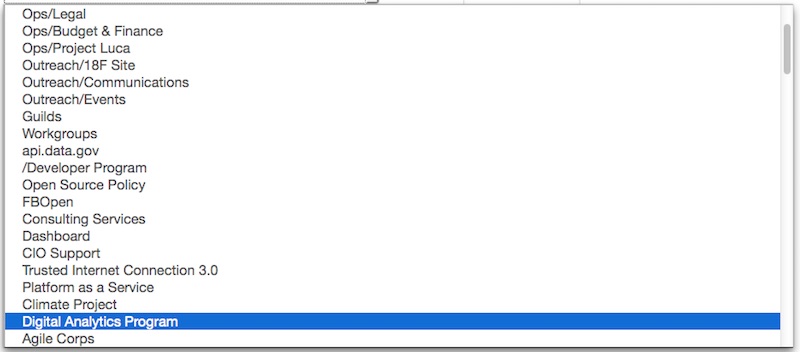 Ops/Legal
Ops/Budget & Finance
Ops/Project Luca
Outreach/18F Site
Outreach/Communications
Outreach/Events
Guilds
Workgroups
api.data.gov
/Developer Program
Open Source Policy
FBOpen
Consulting Services
Dashboard
CIO Support
Trusted Internet Connection 3.0
Platform as a Service
Climate Project
Digital Analytics Program
Agile Corps